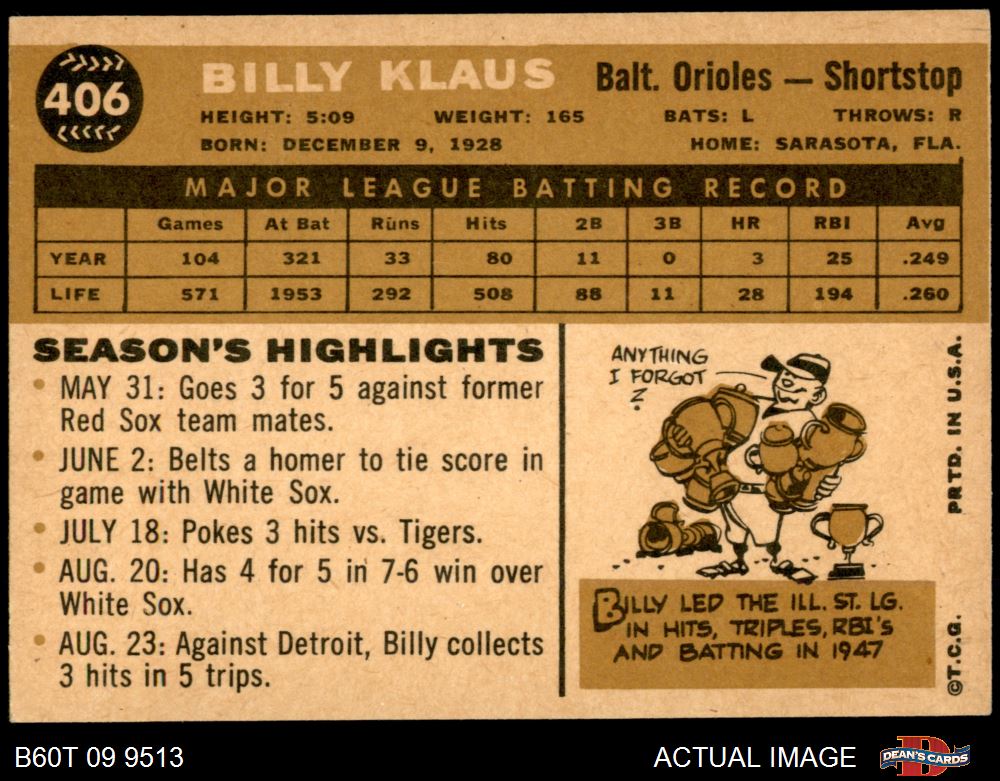 406
BILLY KLAUS Balt. Orioles — Shortstop
HEIGHT: 5:09 WEIGHT: 165 BATS: L THROWS: R
BORN: DECEMBER 9, 1928 HOME: SARASOTA, FLA.
MAJOR LEAGUE BATTING RECORD
Games At Bat Runs Hits 2B 3B HR RBI Avg
YEAR 104 321 33 80 11 0 3 25 .249
LIFE 571 1953 292 508 88 11 28 194 .260
SEASON'S HIGHLIGHTS
• MAY 31: Goes 3 for 5 against former
Red Sox team mates.
• JUNE 2: Belts a homer to tie score in
game with White Sox.
• JULY 18: Pokes 3 hits vs. Tigers.
• AUG. 20: Has 4 for 5 in 7-6 win over
White Sox.
• AUG. 23: Against Detroit, Billy collects
3 hits in 5 trips.
ANYTHING
I FORGOT
?
BILLY LED THE ILL. ST. LG.
IN HITS, TRIPLES, RBI'S
AND BATTING IN 1947
©T.C.G. PRTD. IN U.S.A.
B60T 09 9513 ACTUAL IMAGE DEAN'S CARDS